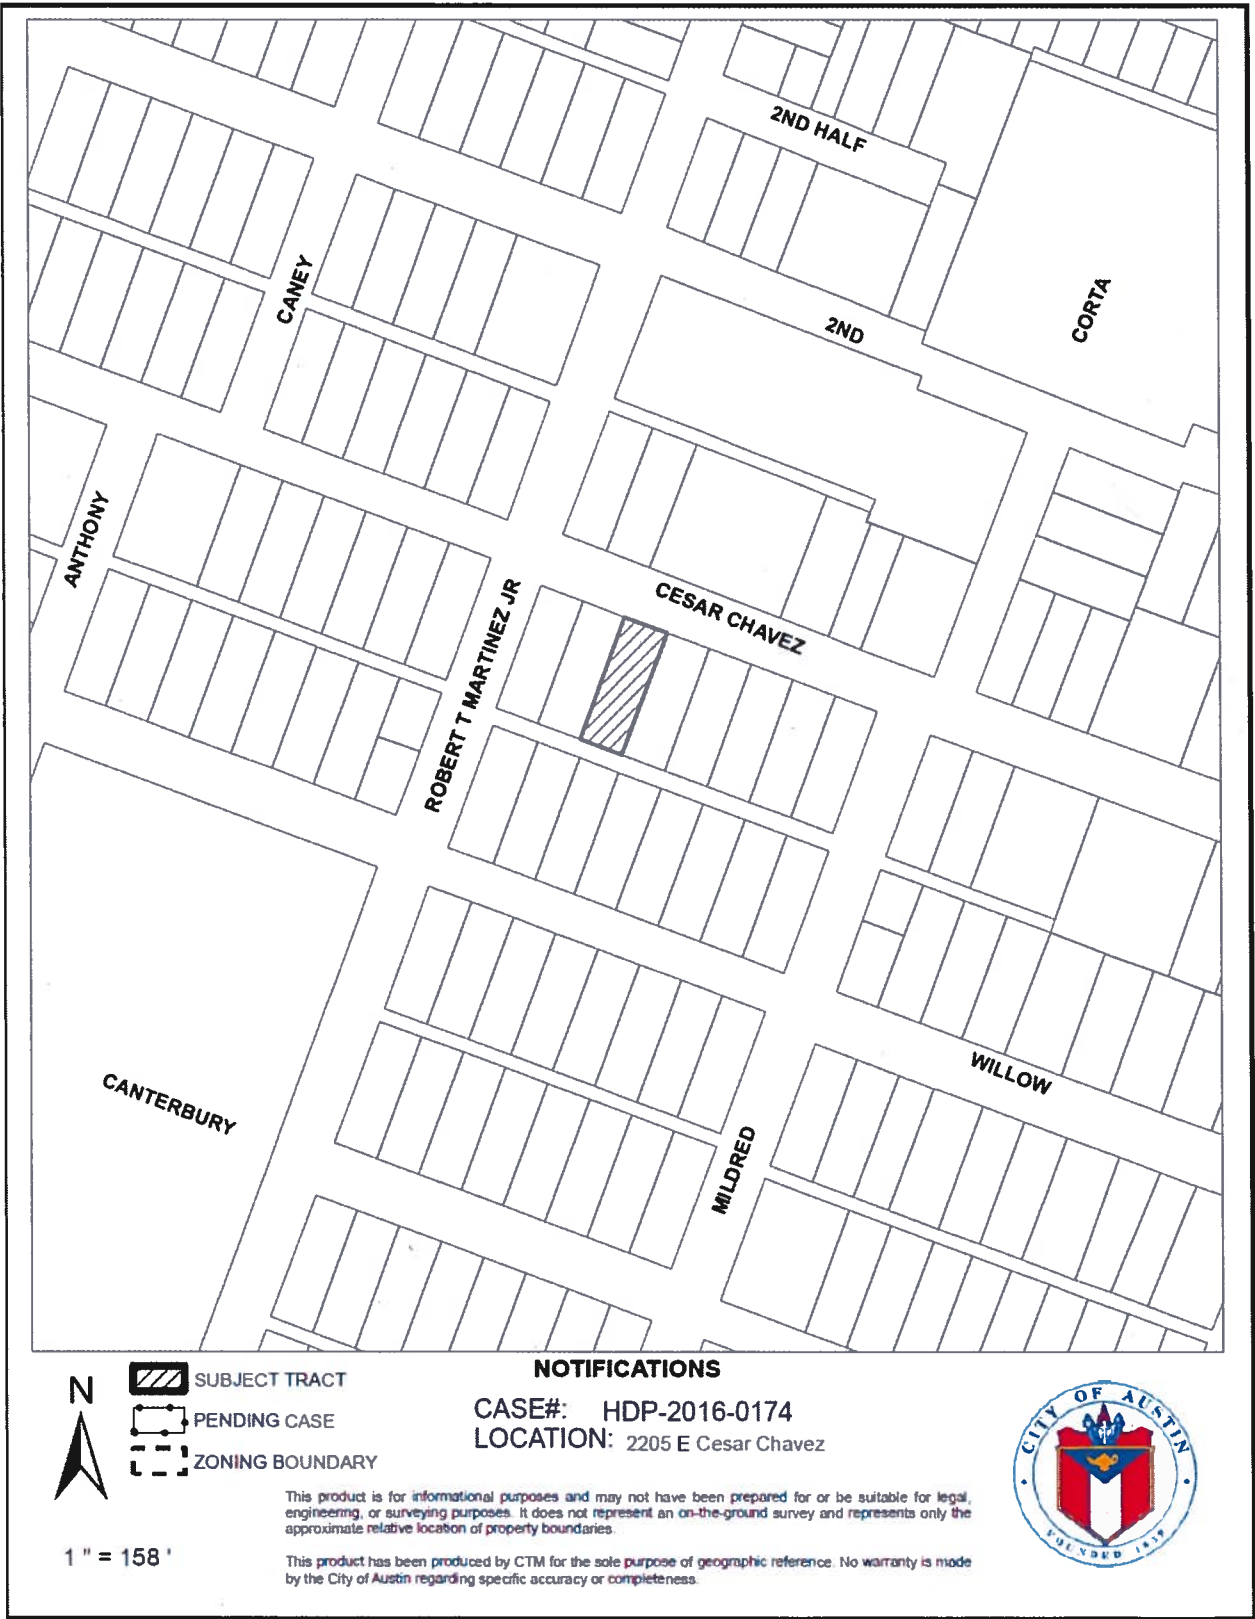 2ND HALF
CANEY
CORTA
2ND
ANTHONY
ROBERT T MARTINEZ JR
CESAR CHAVEZ
WILLOW
CANTERBURY
MILDRED
N
SUBJECT TRACT
PENDING CASE
ZONING BOUNDARY
1 " = 158 '
NOTIFICATIONS
CASE#: HDP-2016-0174
LOCATION: 2205 E Cesar Chavez
This product is for informational purposes and may not have been prepared for or be suitable for legal,
engineering, or surveying purposes. It does not represent an on-the-ground survey and represents only the
approximate relative location of property boundaries.
This product has been produced by CTM for the sole purpose of geographic reference. No warranty is made
by the City of Austin regarding specific accuracy or completeness.
CITY OF AUSTIN
FOUNDED 1839